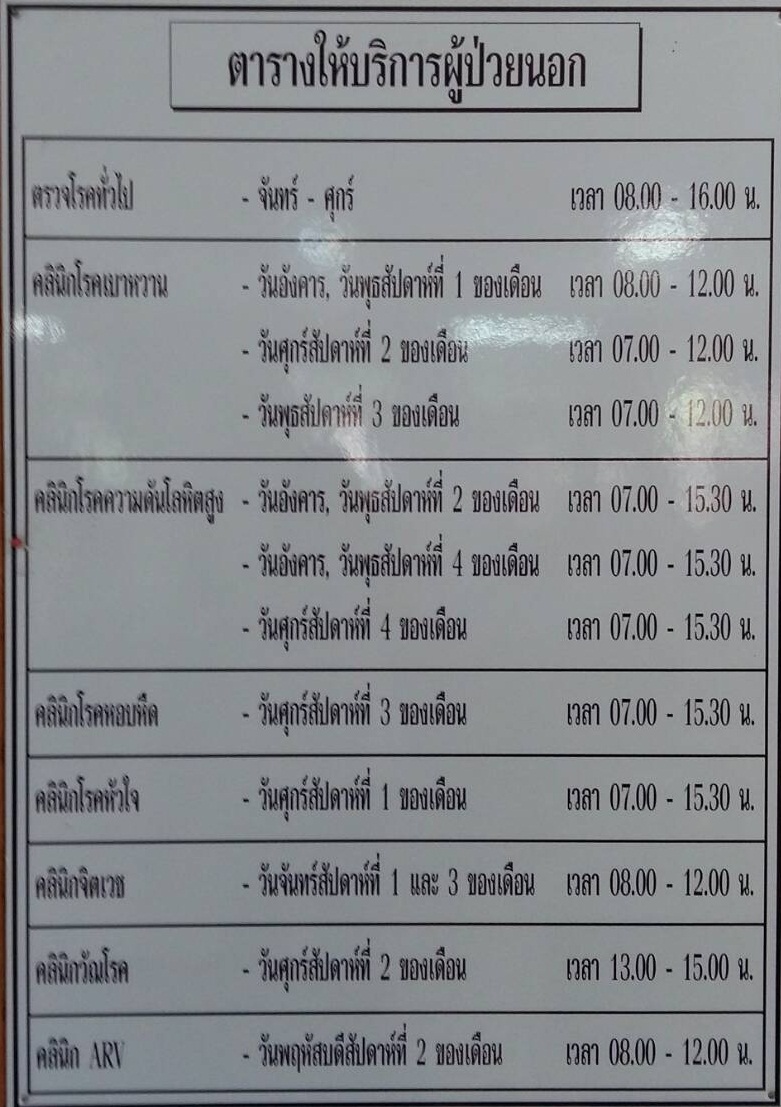 ตารางให้บริการผู้ป่วยนอก
ตรวจโรคทั่วไป - จันทร์ - ศุกร์ เวลา 08.00 - 16.00 น.
คลินิกโรคเบาหวาน - วันอังคาร, วันพุธสัปดาห์ที่ 1 ของเดือน เวลา 08.00 - 12.00 น.
- วันศุกร์สัปดาห์ที่ 2 ของเดือน เวลา 07.00 - 12.00 น.
- วันพุธสัปดาห์ที่ 3 ของเดือน เวลา 07.00 - 12.00 น.
คลินิกโรคความดันโลหิตสูง - วันอังคาร, วันพุธสัปดาห์ที่ 2 ของเดือน เวลา 07.00 - 15.30 น.
- วันอังคาร, วันพุธสัปดาห์ที่ 4 ของเดือน เวลา 07.00 - 15.30 น.
- วันศุกร์สัปดาห์ที่ 4 ของเดือน เวลา 07.00 - 15.30 น.
คลินิกโรคหอบหืด - วันศุกร์สัปดาห์ที่ 3 ของเดือน เวลา 07.00 - 15.30 น.
คลินิกโรคหัวใจ - วันศุกร์สัปดาห์ที่ 1 ของเดือน เวลา 07.00 - 15.30 น.
คลินิกจิตเวช - วันจันทร์สัปดาห์ที่ 1 และ 3 ของเดือน เวลา 08.00 - 12.00 น.
คลินิกวัณโรค - วันศุกร์สัปดาห์ที่ 2 ของเดือน เวลา 13.00 - 15.00 น.
คลินิก ARV - วันพฤหัสบดีสัปดาห์ที่ 2 ของเดือน เวลา 08.00 - 12.00 น.